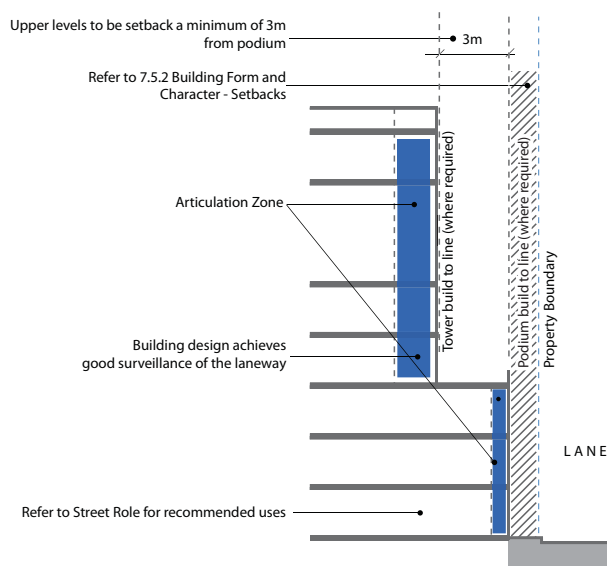 Upper levels to be setback a minimum of 3m
from podium
3m
Refer to 7.5.2 Building Form and
Character - Setbacks
Articulation Zone
Tower build to line (where required)
Podium build to line (where required)
Property Boundary
Building design achieves
good surveillance of the laneway
LANE
Refer to Street Role for recommended uses